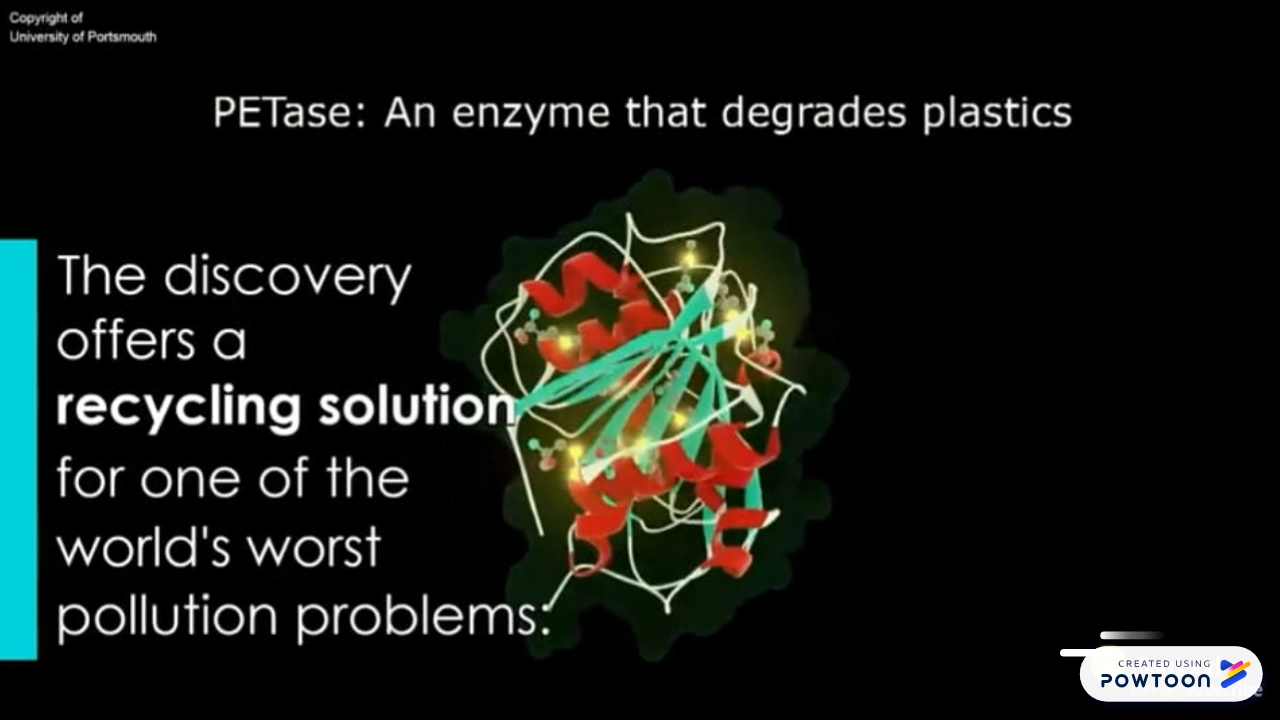 Copyright of
University of Portsmouth
PETase: An enzyme that degrades plastics
The discovery
offers a
recycling solution
for one of the
world's worst
pollution problems:
CREATED USING
POWTOON